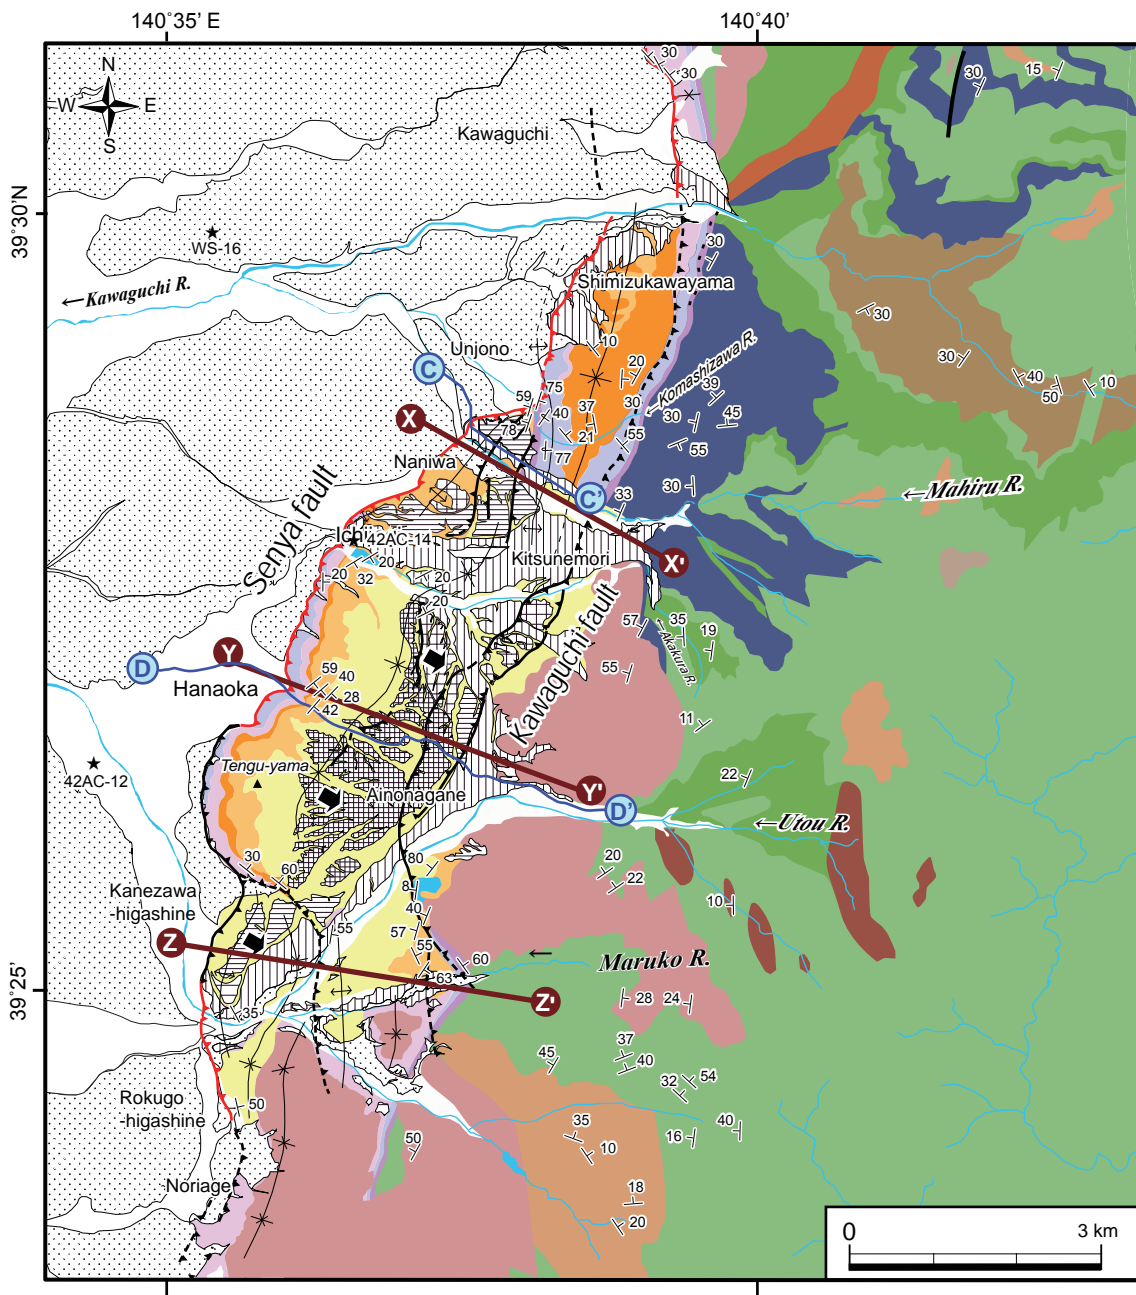 140°35' E
140°40'
39°30'N
39°25'
N
W
E
S
30
30
30
15
Kawaguchi
WS-16
←Kawaguchi R.
Shimizukawayama
30
30
30
40
50
10
Unjono
C
10
20
←Komashizawa R.
39
30
45
55
X
59
75
40
37
78
21
77
30
55
Naniwa
C'
33
30
←Mahiru R.
Senya fault
42AC-14
Kitsunemori
X'
20
32
20
20
20
57
35
19
←Akakura R.
55
11
Kawaguchi fault
Y
D
Hanaoka
59
40
28
42
42AC-12
Tengu-yama
Ainonagane
Y'
D'
22
←Utou R.
20
22
10
30
60
80
8
40
57
55
55
60
63
Kanezawa
-higashine
Z
←
Maruko R.
Z'
28
24
35
37
40
45
32
54
Rokugo
-higashine
50
50
35
10
16
40
Noriage
18
20
0
3 km